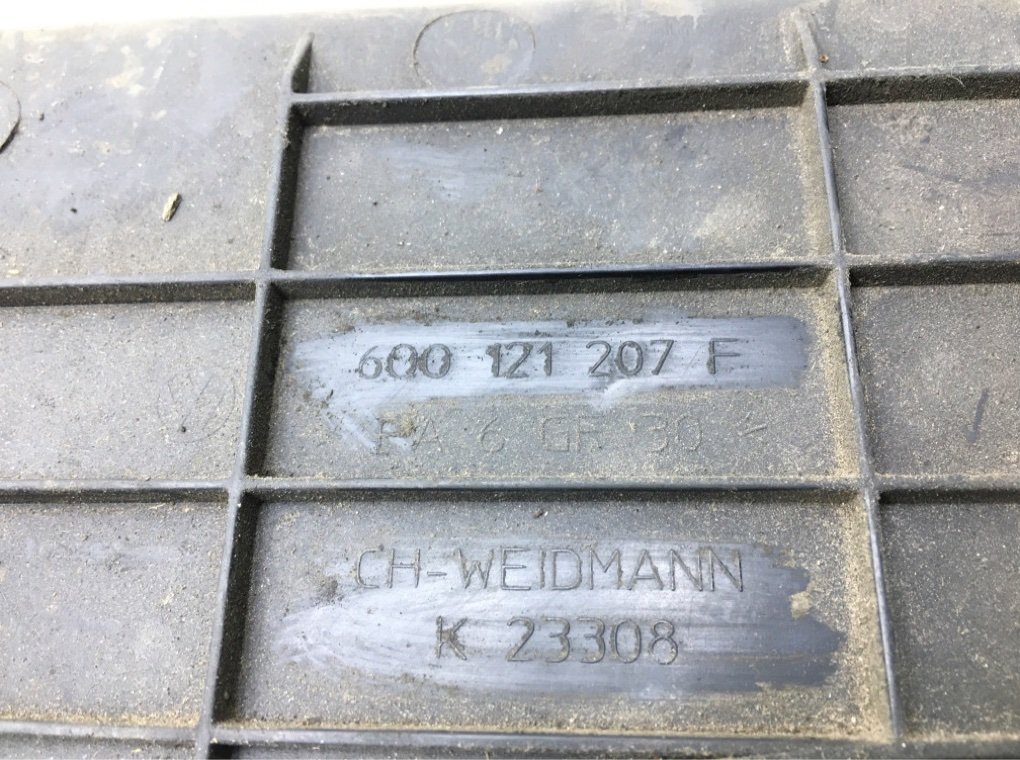 6Q0 121 207 F
PA 6 GF 30 <
CH-WEIDMANN
K 23308